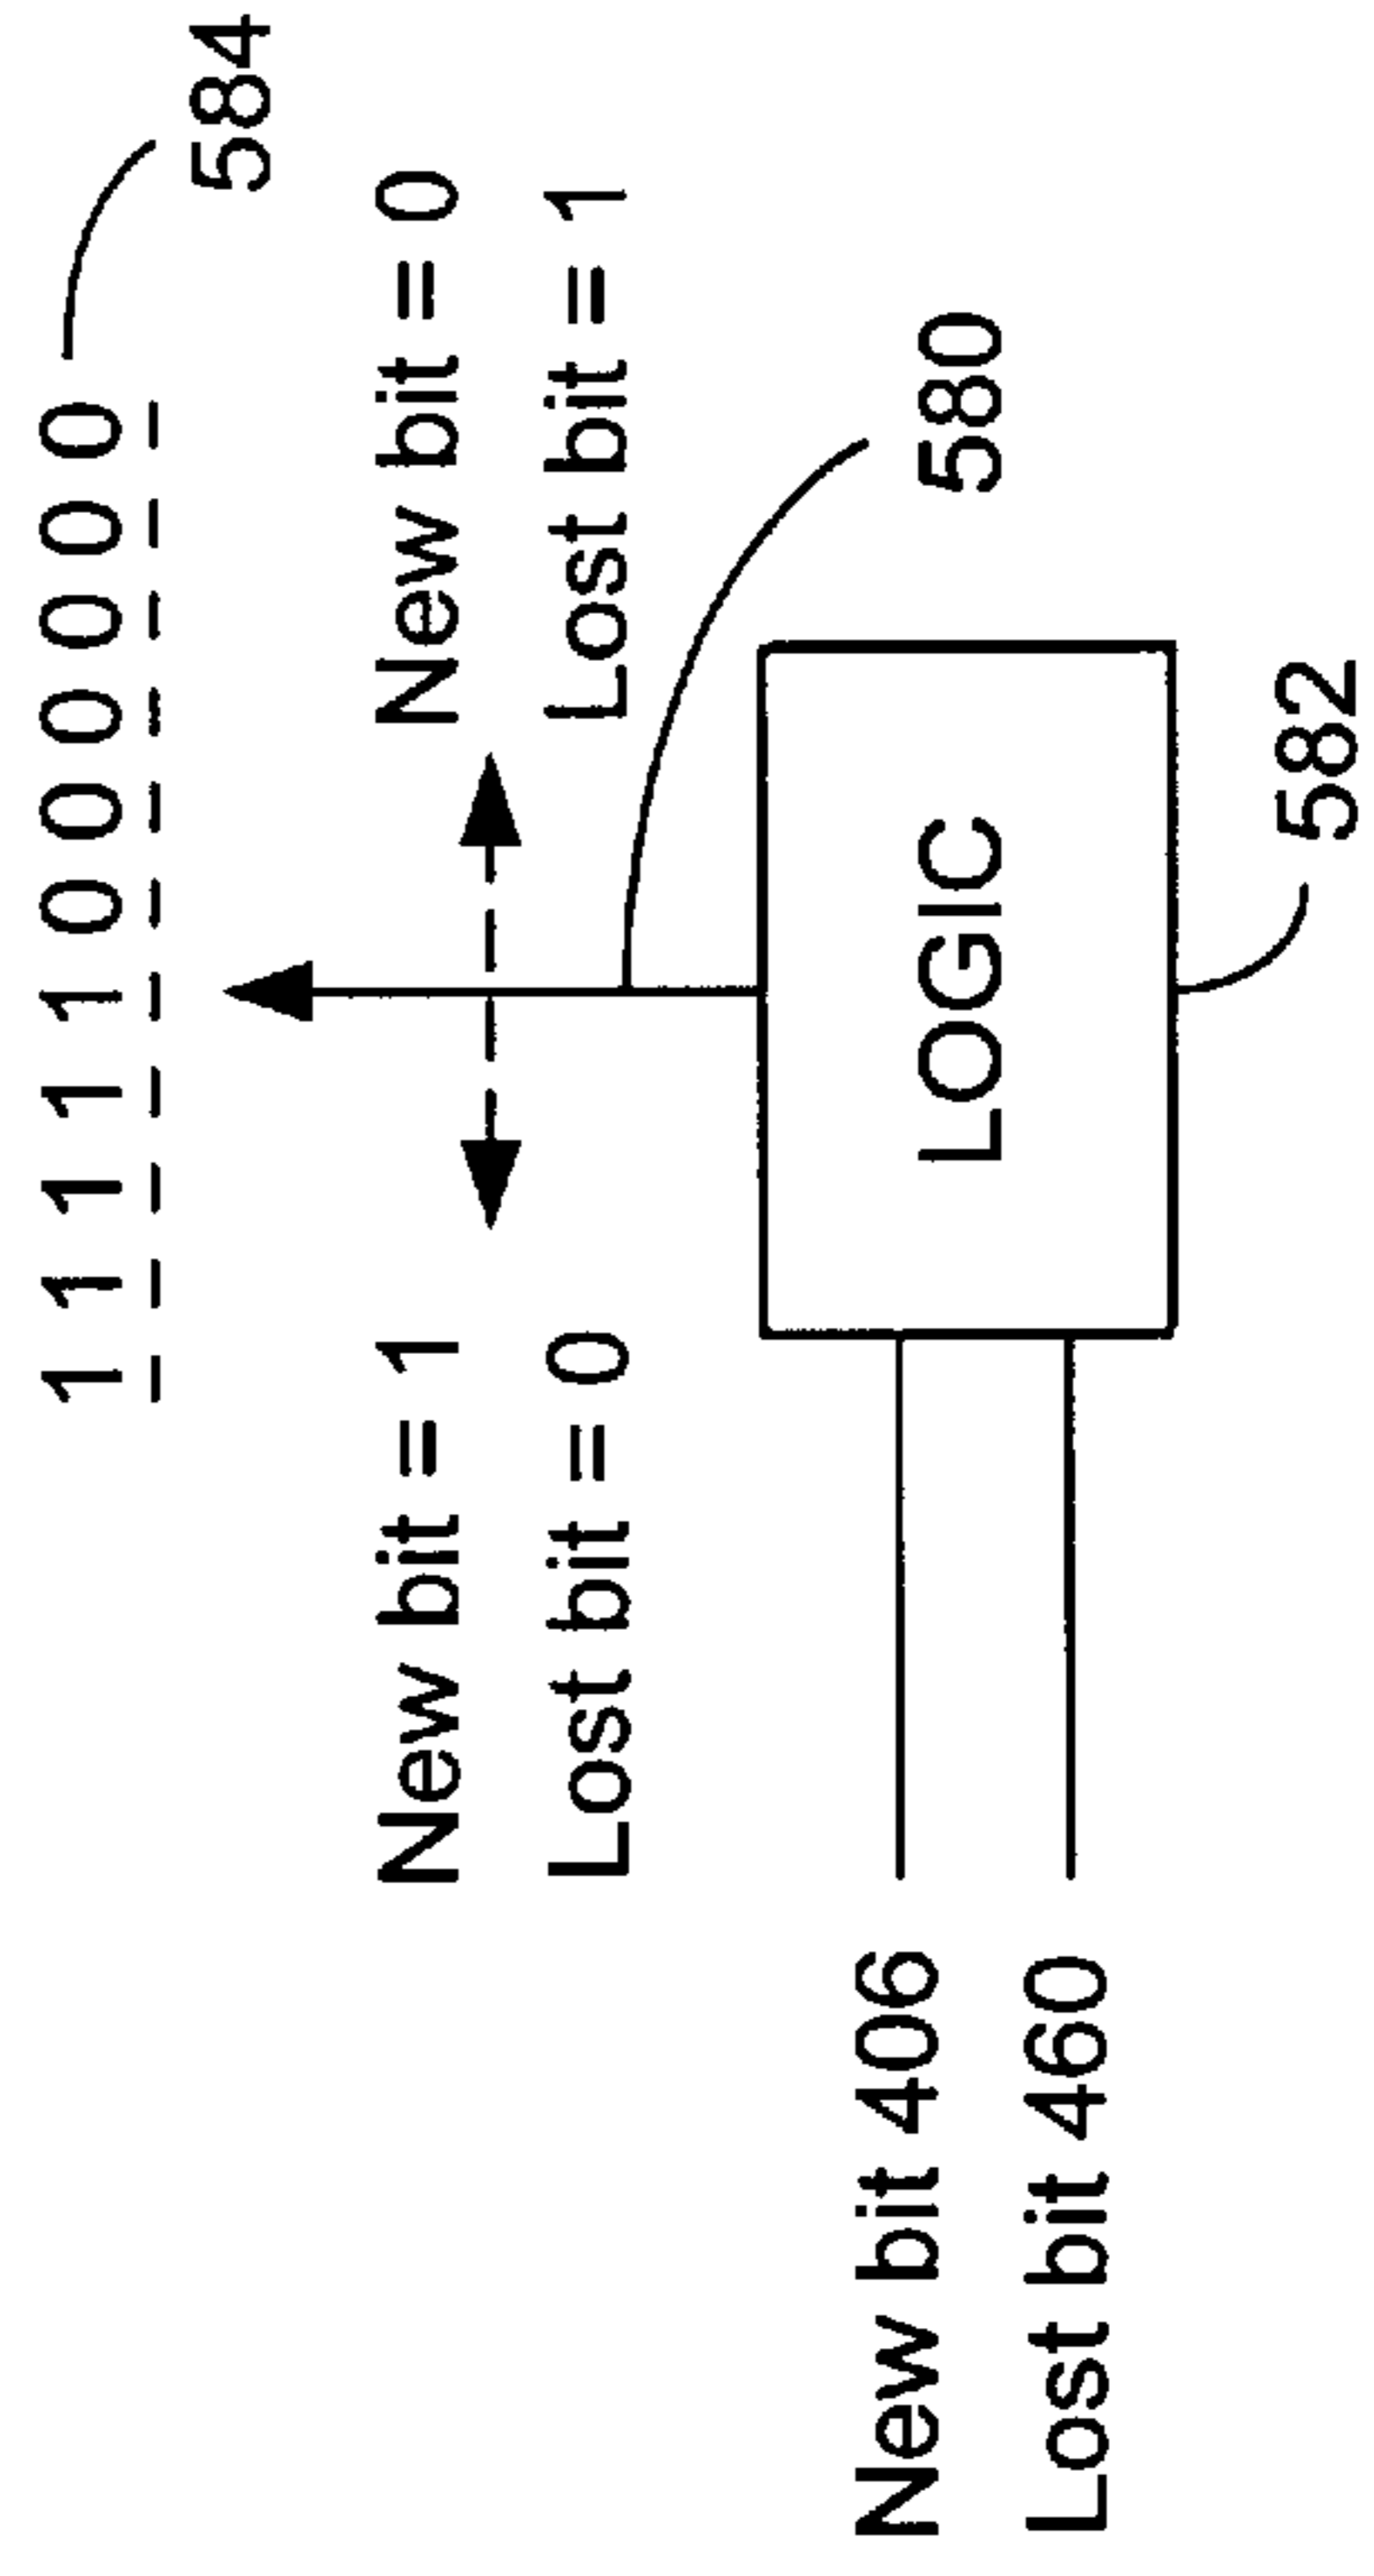 1 1 1 1 1 0 0 0 0 0 0
584
New bit = 1
Lost bit = 0
New bit = 0
Lost bit = 1
580
New bit 406
Lost bit 460
LOGIC
582